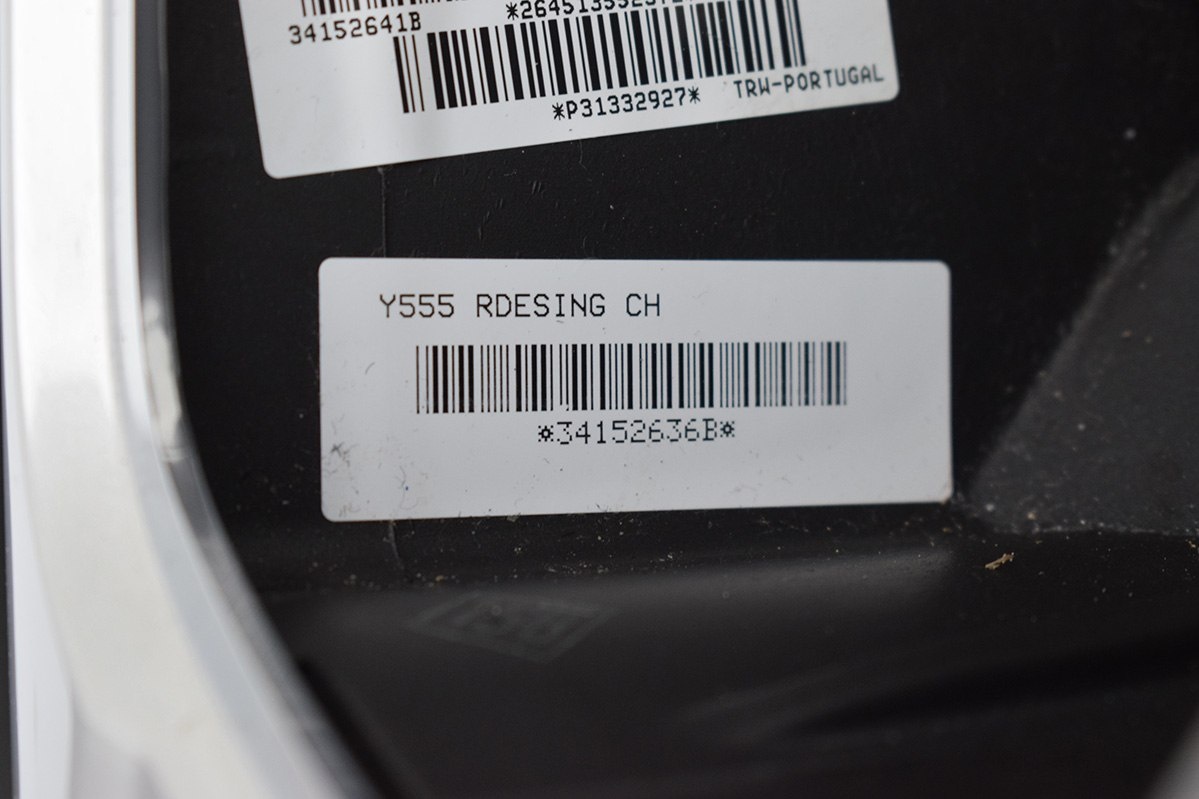 34152641B
*P31332927* TRW-PORTUGAL
Y555 RDESING CH
*34152636B*